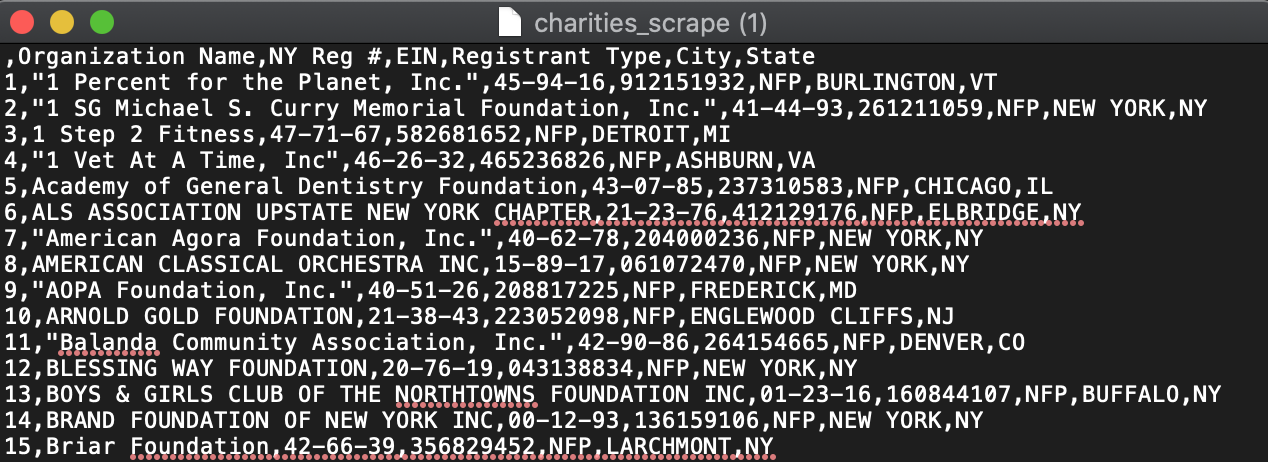 charities_scrape (1)
,Organization Name,NY Reg #,EIN,Registrant Type,City,State
1,"1 Percent for the Planet, Inc.",45-94-16,912151932,NFP,BURLINGTON,VT
2,"1 SG Michael S. Curry Memorial Foundation, Inc.",41-44-93,261211059,NFP,NEW YORK,NY
3,1 Step 2 Fitness,47-71-67,582681652,NFP,DETROIT,MI
4,"1 Vet At A Time, Inc",46-26-32,465236826,NFP,ASHBURN,VA
5,Academy of General Dentistry Foundation,43-07-85,237310583,NFP,CHICAGO,IL
6,ALS ASSOCIATION UPSTATE NEW YORK CHAPTER,21-23-76,412129176,NFP,ELBRIDGE,NY
7,"American Agora Foundation, Inc.",40-62-78,204000236,NFP,NEW YORK,NY
8,AMERICAN CLASSICAL ORCHESTRA INC,15-89-17,061072470,NFP,NEW YORK,NY
9,"AOPA Foundation, Inc.",40-51-26,208817225,NFP,FREDERICK,MD
10,ARNOLD GOLD FOUNDATION,21-38-43,223052098,NFP,ENGLEWOOD CLIFFS,NJ
11,"Balanda Community Association, Inc.",42-90-86,264154665,NFP,DENVER,CO
12,BLESSING WAY FOUNDATION,20-76-19,043138834,NFP,NEW YORK,NY
13,BOYS & GIRLS CLUB OF THE NORTHTOWNS FOUNDATION INC,01-23-16,160844107,NFP,BUFFALO,NY
14,BRAND FOUNDATION OF NEW YORK INC,00-12-93,136159106,NFP,NEW YORK,NY
15,Briar Foundation,42-66-39,356829452,NFP,LARCHMONT,NY